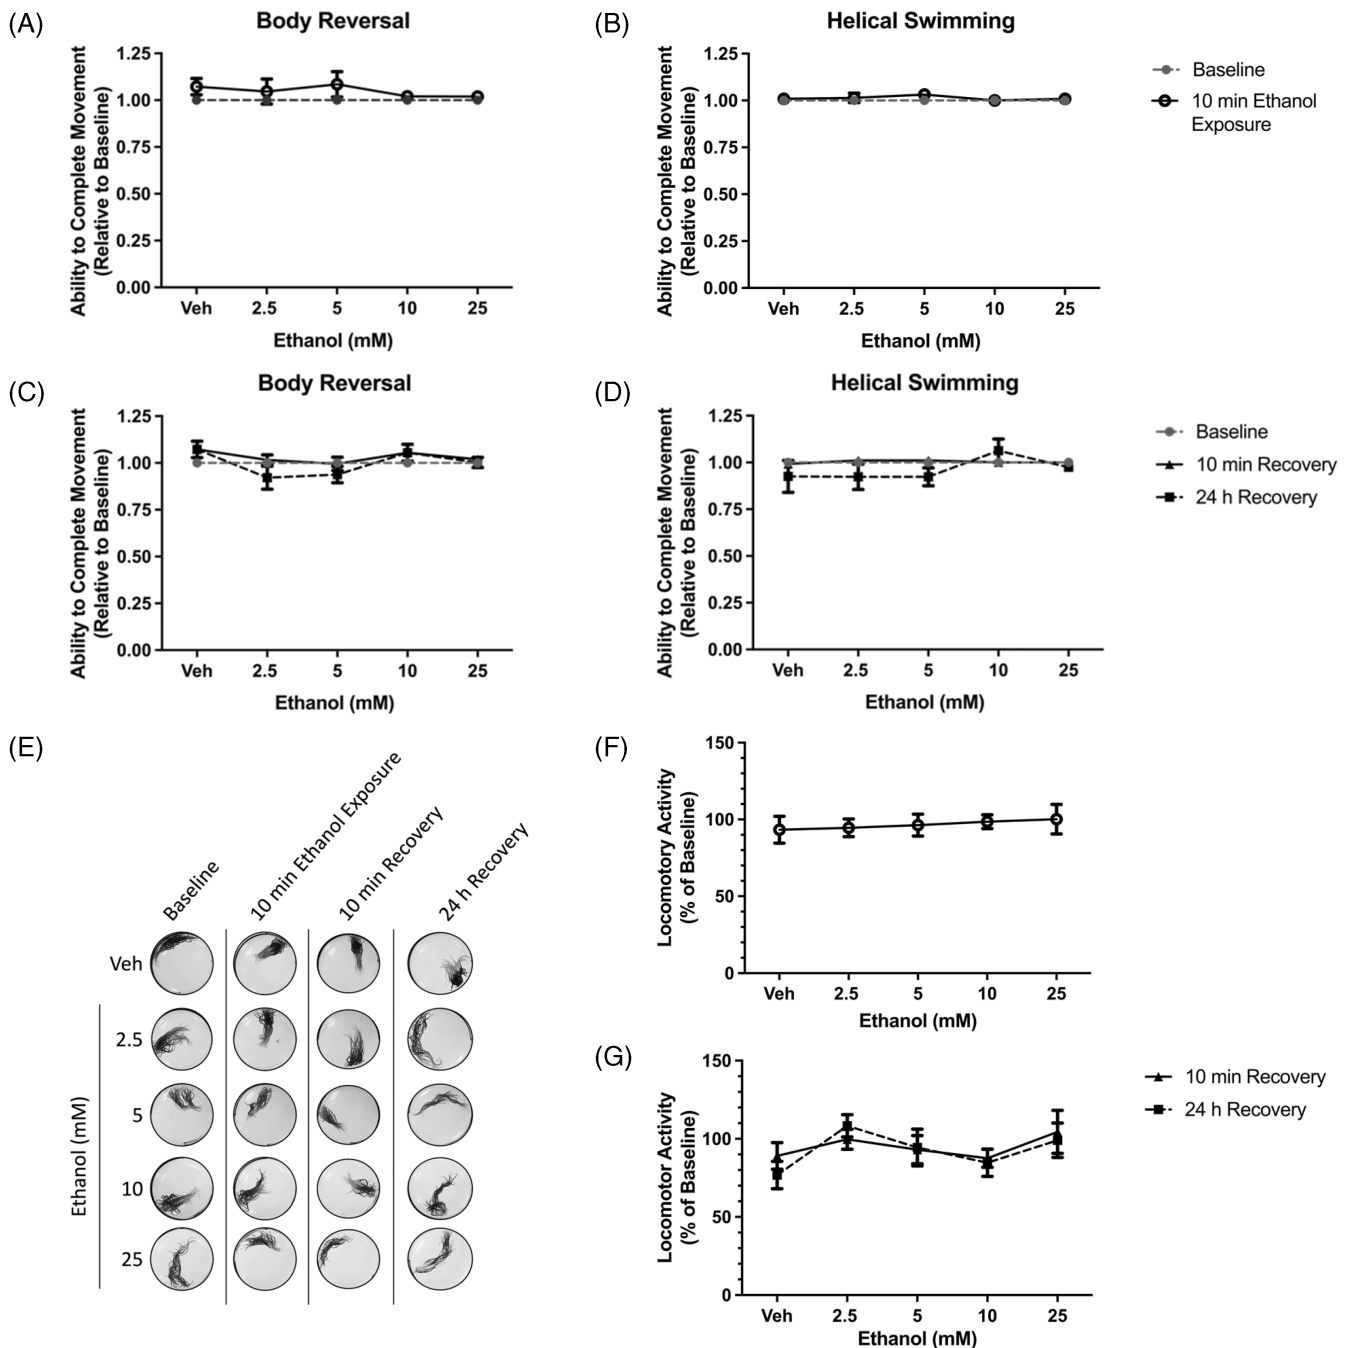 (A)
Body Reversal
Ability to Complete Movement
(Relative to Baseline)
1.25
1.00
0.75
0.50
0.25
0.00
Veh 2.5 5 10 25
Ethanol (mM)
(B)
Helical Swimming
Ability to Complete Movement
(Relative to Baseline)
1.25
1.00
0.75
0.50
0.25
0.00
Veh 2.5 5 10 25
Ethanol (mM)
Baseline
10 min Ethanol
Exposure
(C)
Body Reversal
Ability to Complete Movement
(Relative to Baseline)
1.25
1.00
0.75
0.50
0.25
0.00
Veh 2.5 5 10 25
Ethanol (mM)
(D)
Helical Swimming
Ability to Complete Movement
(Relative to Baseline)
1.25
1.00
0.75
0.50
0.25
0.00
Veh 2.5 5 10 25
Ethanol (mM)
Baseline
10 min Recovery
24 h Recovery
(E)
Baseline
10 min Ethanol Exposure
10 min Recovery
24 h Recovery
Veh
2.5
5
10
25
Ethanol (mM)
(F)
Locomotory Activity
(% of Baseline)
150
100
50
0
Veh 2.5 5 10 25
Ethanol (mM)
(G)
Locomotor Activity
(% of Baseline)
150
100
50
0
Veh 2.5 5 10 25
Ethanol (mM)
10 min Recovery
24 h Recovery